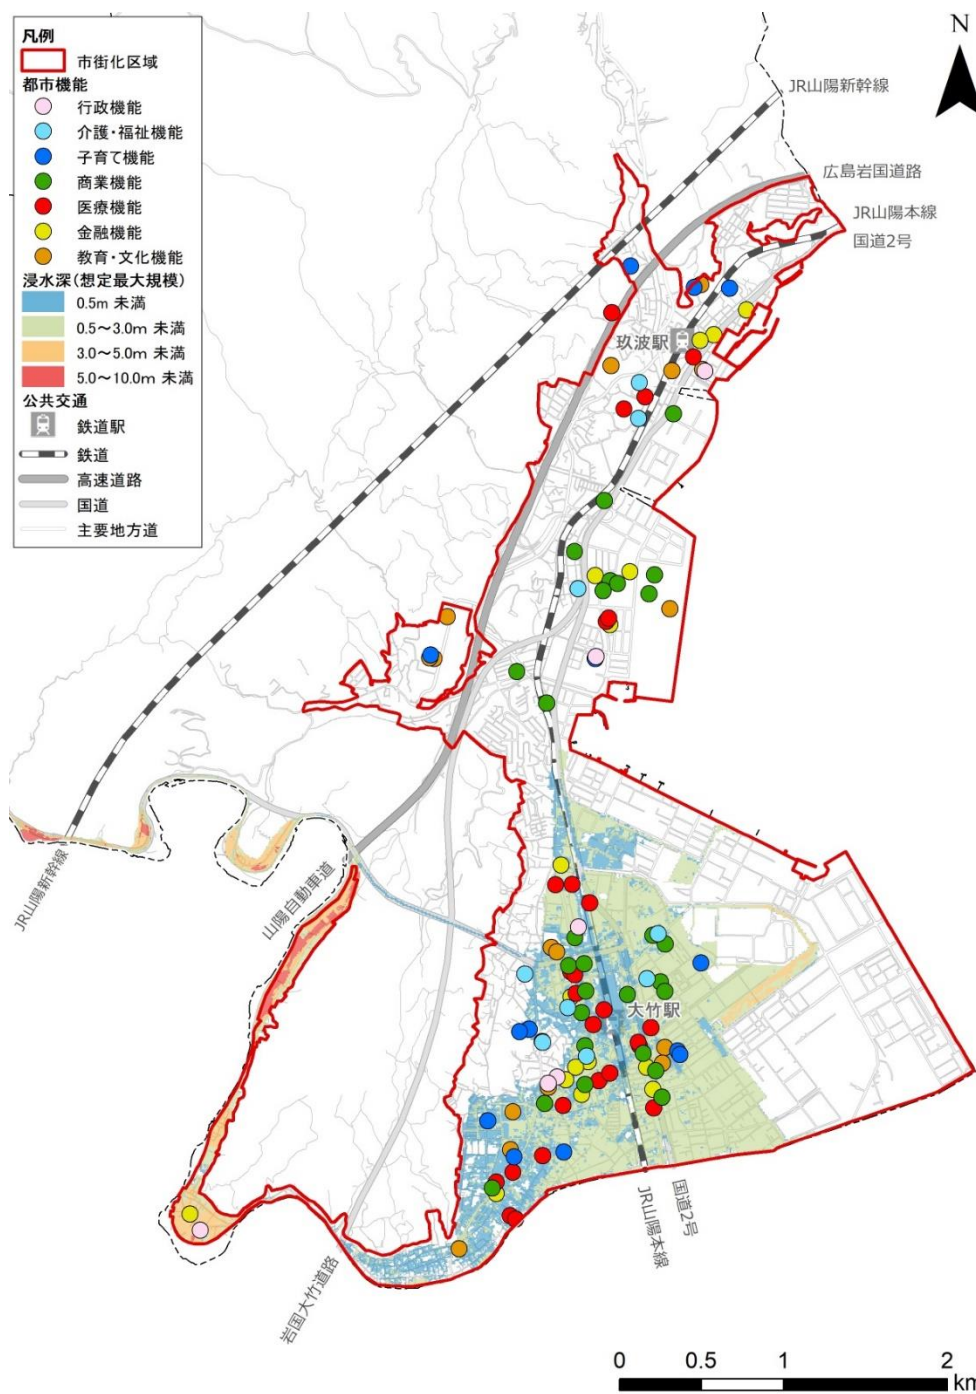 凡例
市街化区域
都市機能
行政機能
介護・福祉機能
子育て機能
商業機能
医療機能
金融機能
教育・文化機能
浸水深(想定最大規模)
0.5m 未満
0.5～3.0m 未満
3.0～5.0m 未満
5.0～10.0m 未満
公共交通
鉄道駅
鉄道
高速道路
国道
主要地方道
N
JR山陽新幹線
広島岩国道路
JR山陽本線
国道2号
玖波駅
JR山陽新幹線
山陽自動車道
大竹駅
岩国大竹道路
JR山陽本線
国道2号
0 0.5 1 2
km